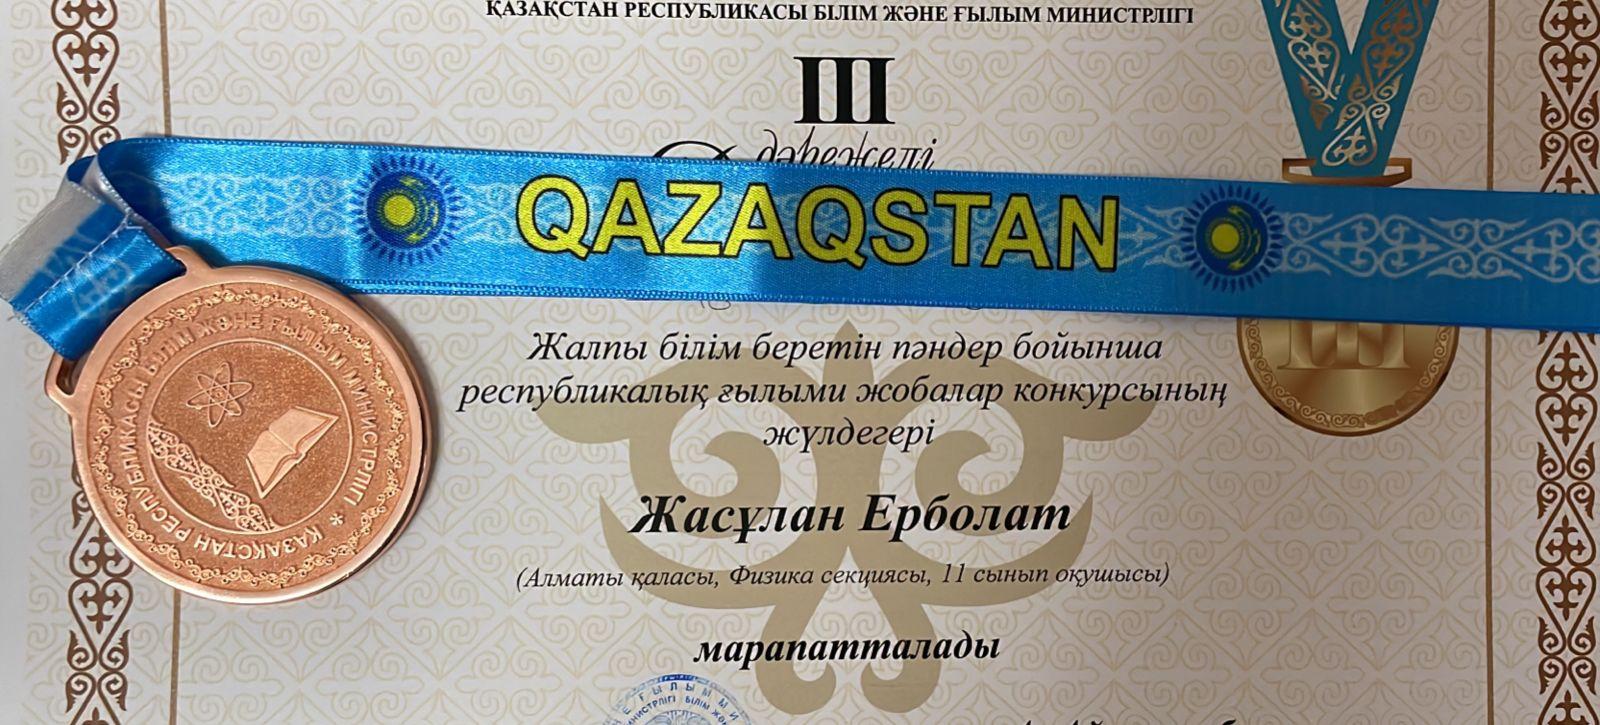 ҚАЗАҚСТАН РЕСПУБЛИКАСЫ БІЛІМ ЖӘНЕ ҒЫЛЫМ МИНИСТРЛІГІ
III
дәрежелі
QAZAQSTAN
III
Жалпы білім беретін пәндер бойынша
республикалық ғылыми жобалар конкурсының
жүлдегері
Жасұлан Ерболат
(Алматы қаласы, Физика секциясы, 11 сынып оқушысы)
марапатталады
ҚАЗАҚСТАН РЕСПУБЛИКАСЫ БІЛІМ ЖӘНЕ ҒЫЛЫМ МИНИСТРЛІГІ *